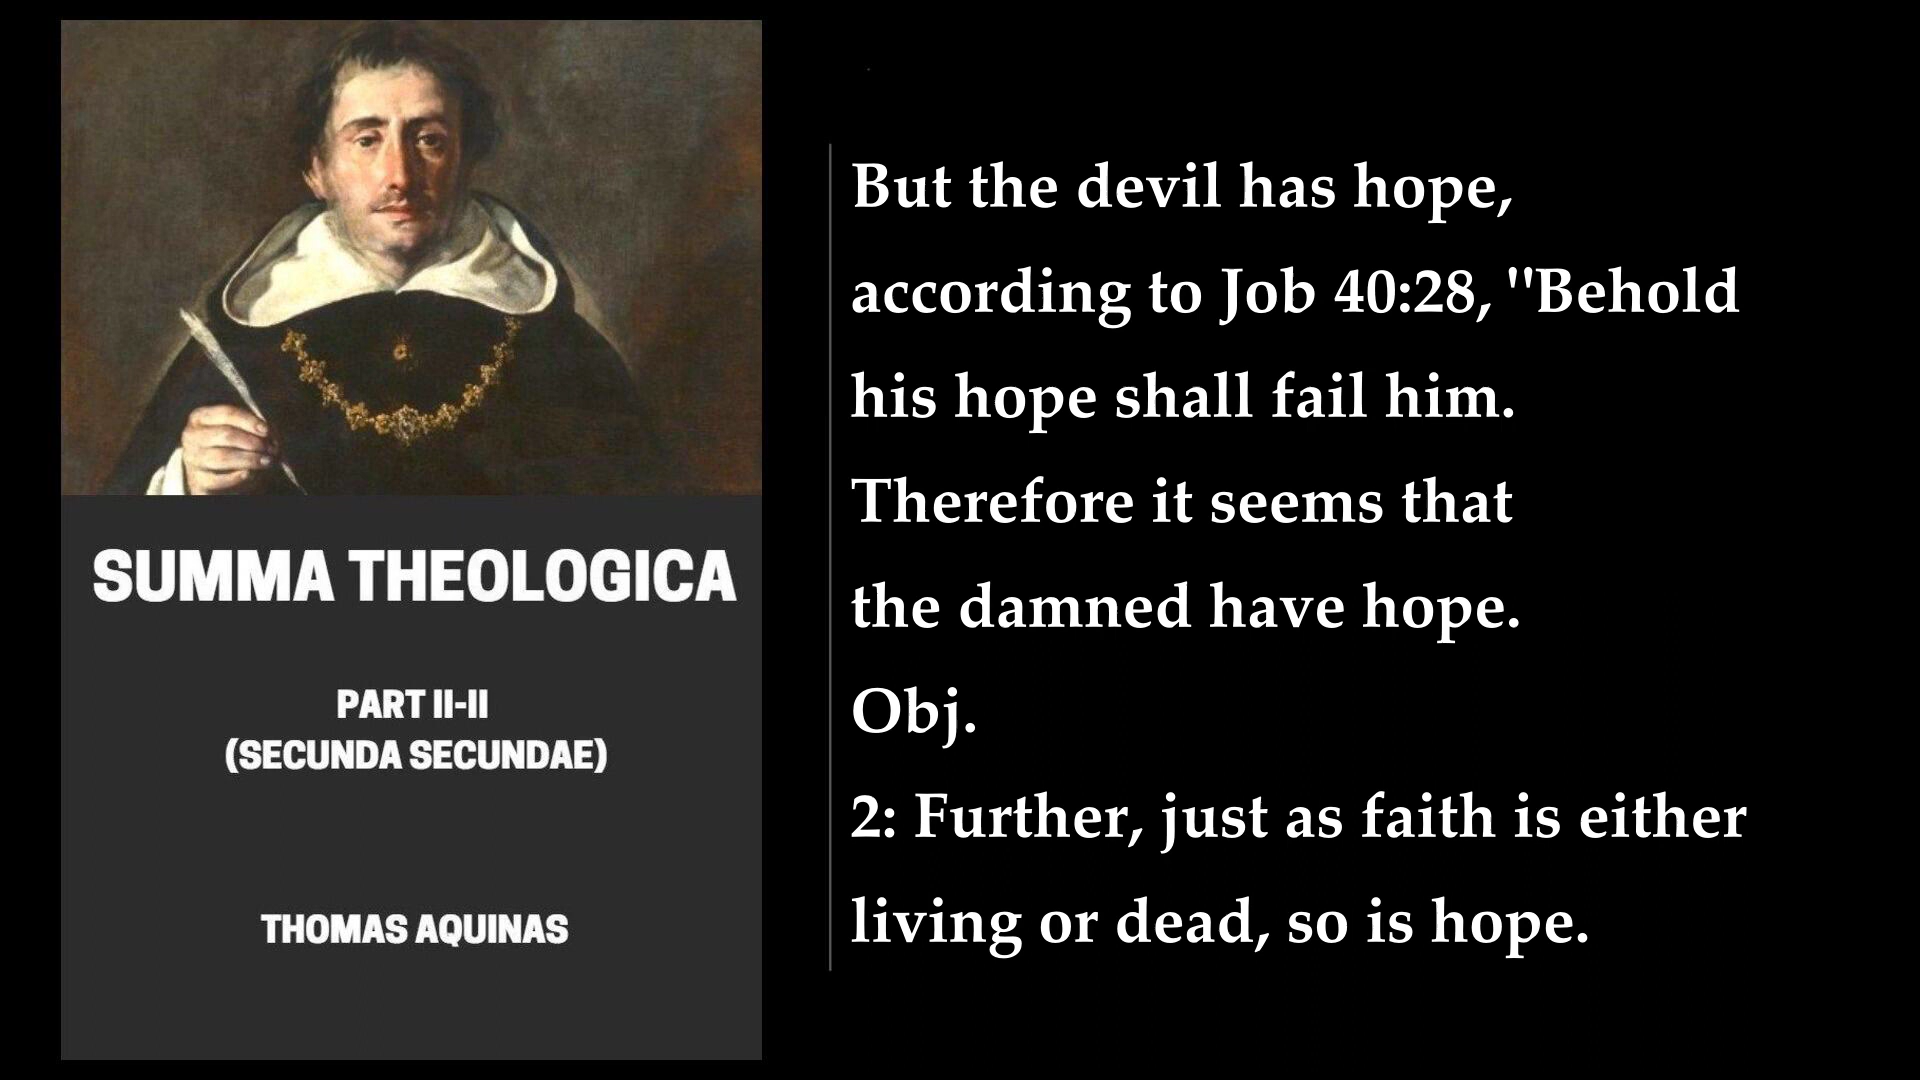 SUMMA THEOLOGICA
PART II-II
(SECUNDA SECUNDAE)
THOMAS AQUINAS
But the devil has hope,
according to Job 40:28, "Behold
his hope shall fail him.
Therefore it seems that
the damned have hope.
Obj.
2: Further, just as faith is either
living or dead, so is hope.